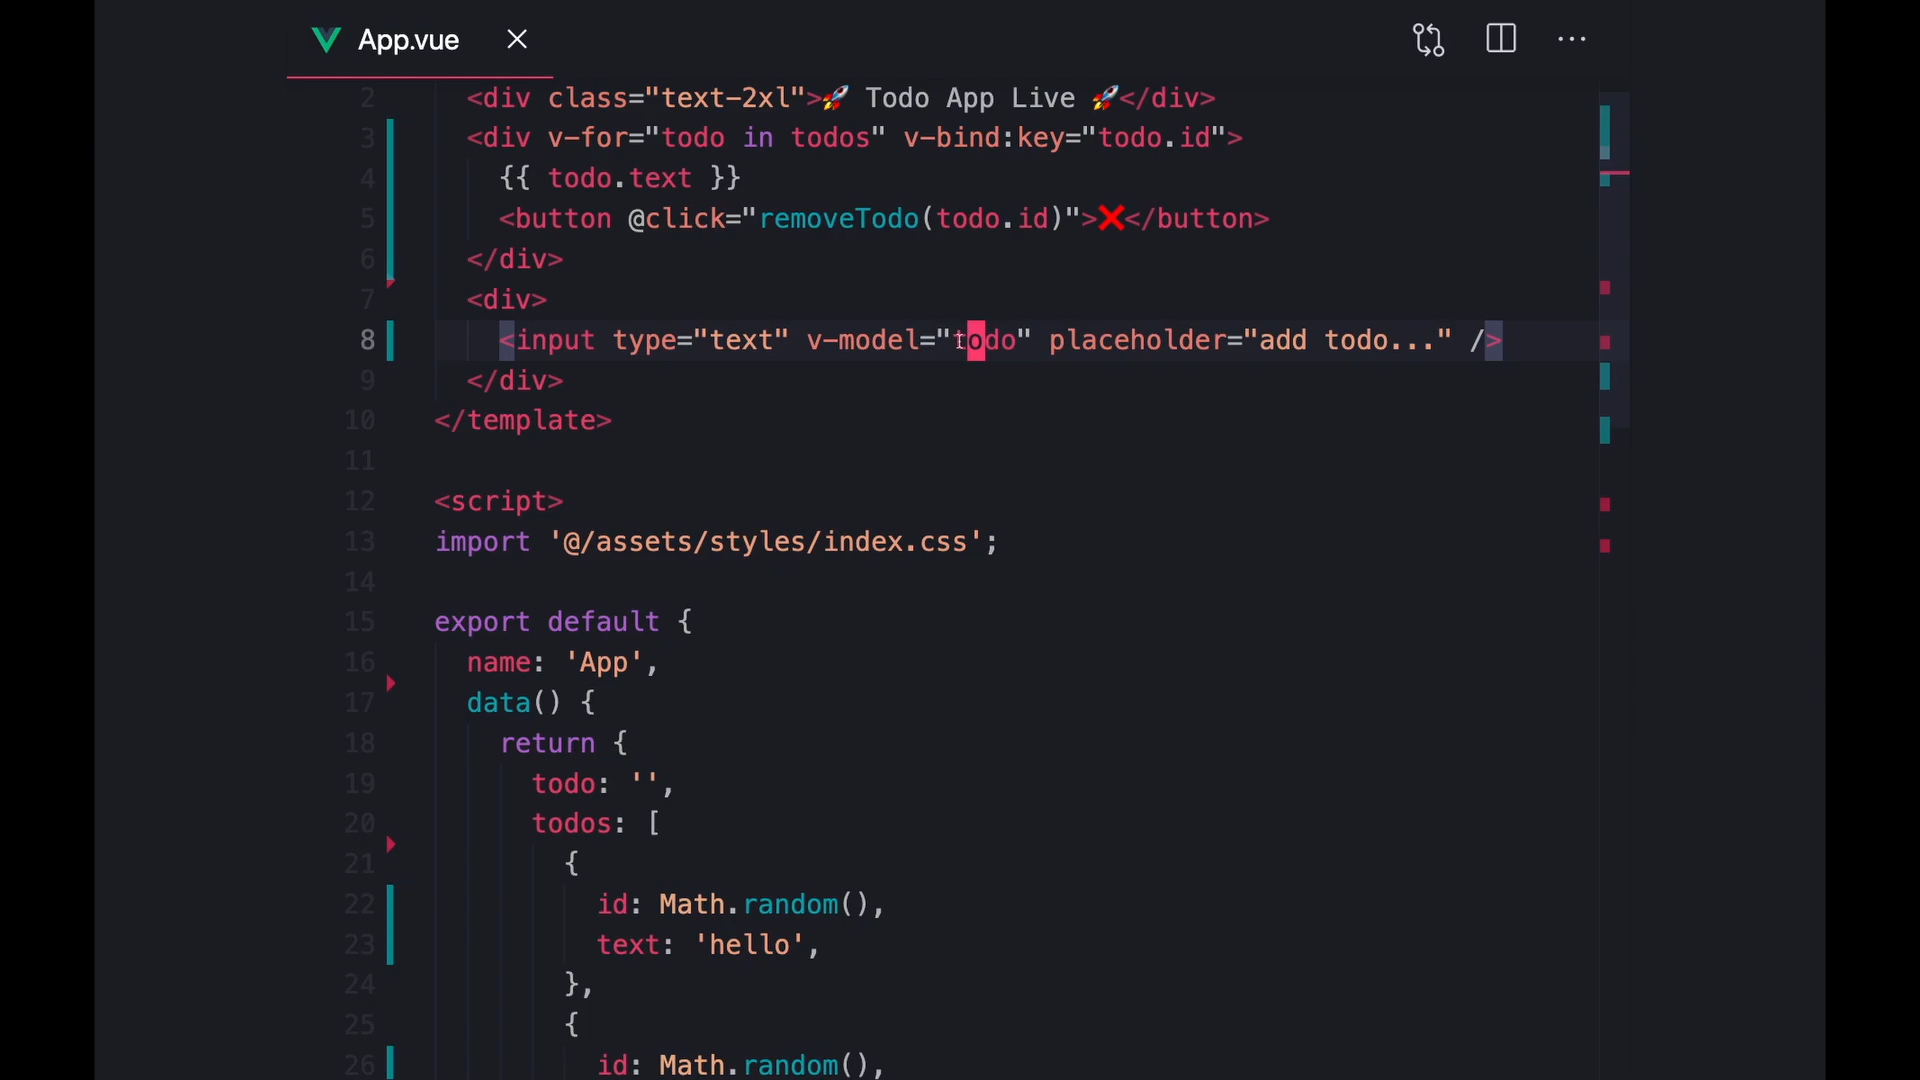 App.vue
2 <div class="text-2xl">🚀 Todo App Live 🚀</div>
3 <div v-for="todo in todos" v-bind:key="todo.id">
4 {{ todo.text }}
5 <button @click="removeTodo(todo.id)">❌</button>
6 </div>
7 <div>
8 <input type="text" v-model="todo" placeholder="add todo..." />
9 </div>
10 </template>
11
12 <script>
13 import '@/assets/styles/index.css';
14
15 export default {
16 name: 'App',
17 data() {
18 return {
19 todo: '',
20 todos: [
21 {
22 id: Math.random(),
23 text: 'hello',
24 },
25 {
26 id: Math.random(),